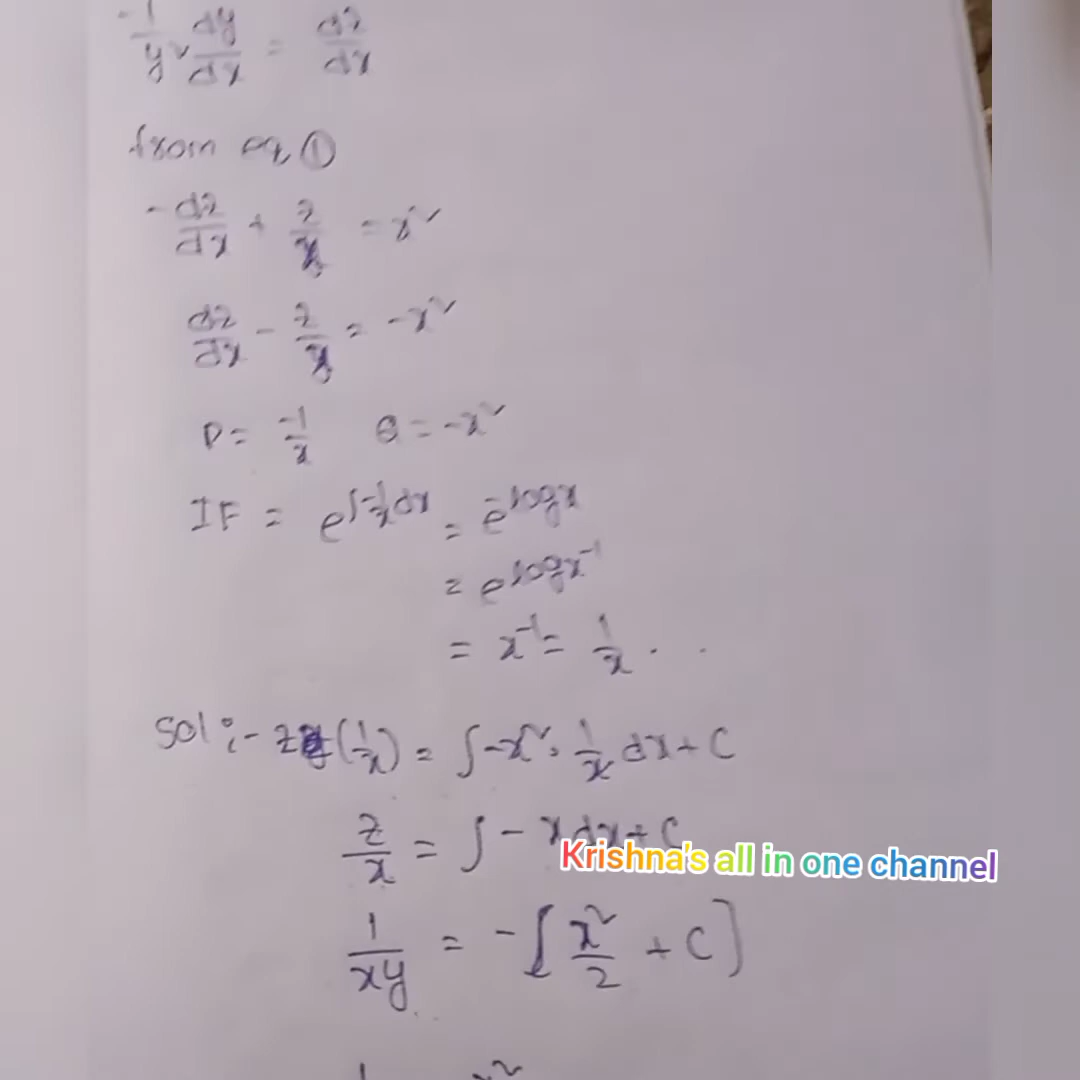 -1/y² dy/dx = dz/dx
from eq ①
-dz/dx + z/x = x²
dz/dx - z/x = -x²
P = -1/x Q = -x²
IF = e^∫-1/x dx = e^-logx
= e^logx⁻¹
= x⁻¹ = 1/x . .
Sol:- z (1/x) = ∫-x². 1/x dx + C
z/x = ∫ - x dx + C
Krishna's all in one channel
1/xy = -[x²/2 + C]